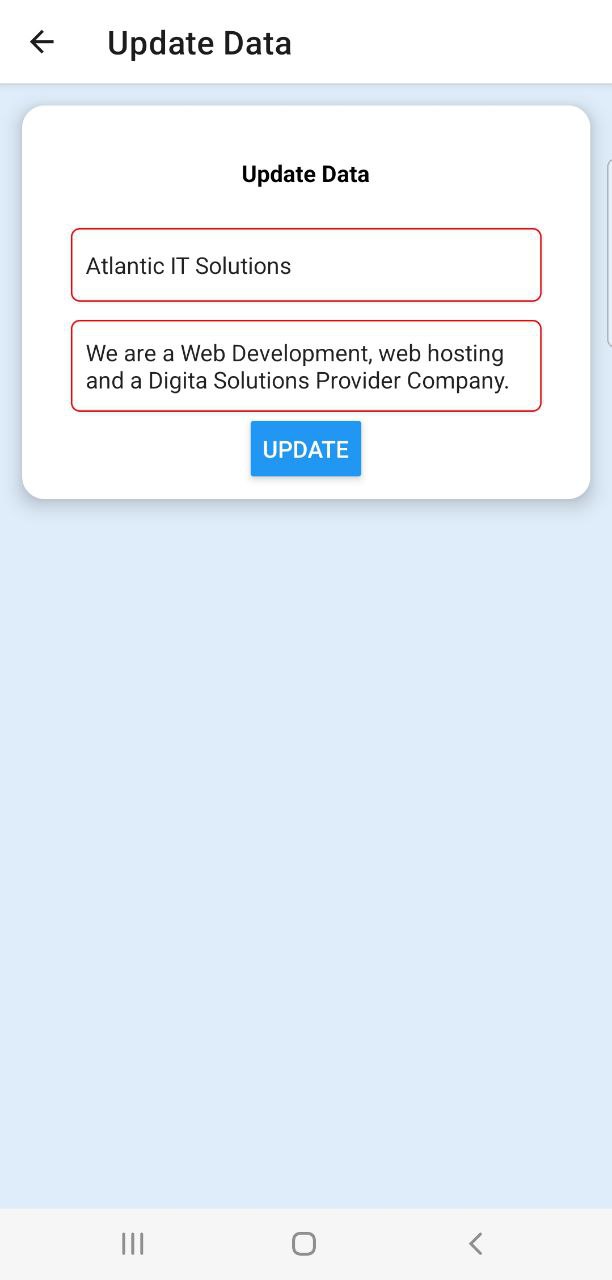 Update Data
Update Data
Atlantic IT Solutions
We are a Web Development, web hosting
and a Digita Solutions Provider Company.
UPDATE